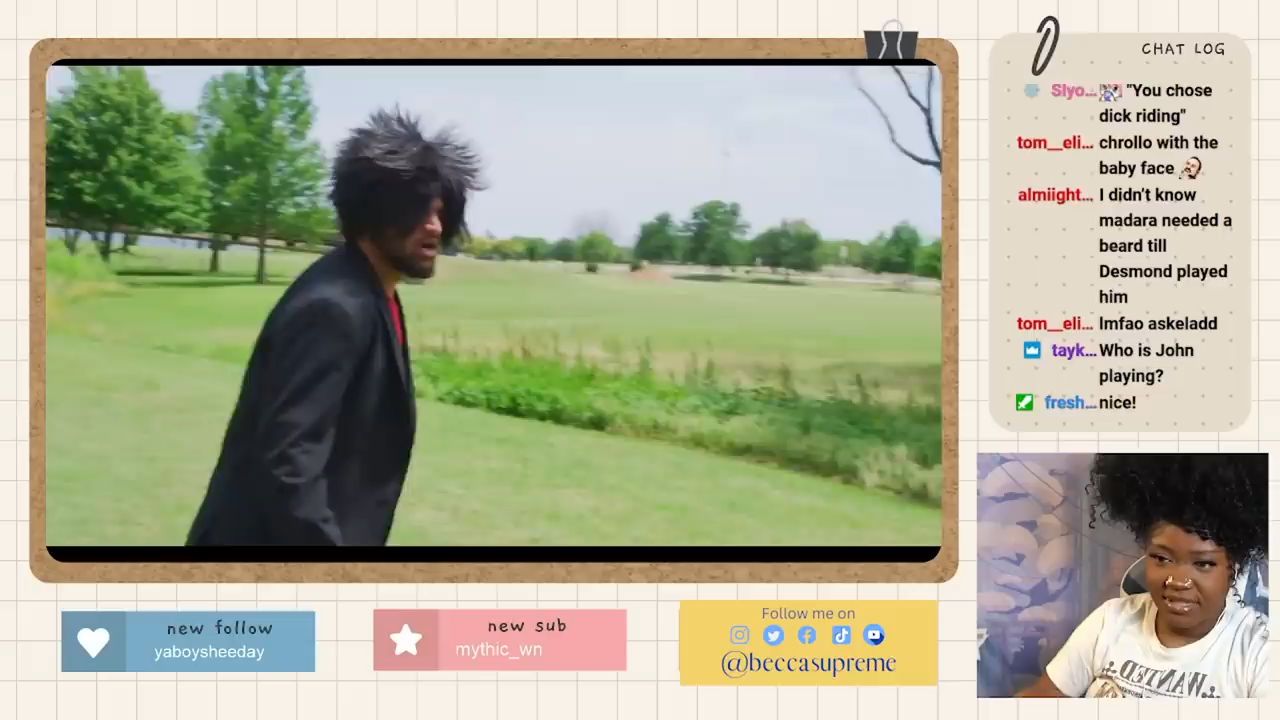 CHAT LOG
Slyo... "You chose
dick riding"
tom__eli... chrollo with the
baby face
almiight... I didn't know
madara needed a
beard till
Desmond played
him
tom__eli... lmfao askeladd
tayk... Who is John
playing?
fresh... nice!
WANTED
new follow
yaboysheeday
new sub
mythic_wn
Follow me on
@beccasupreme